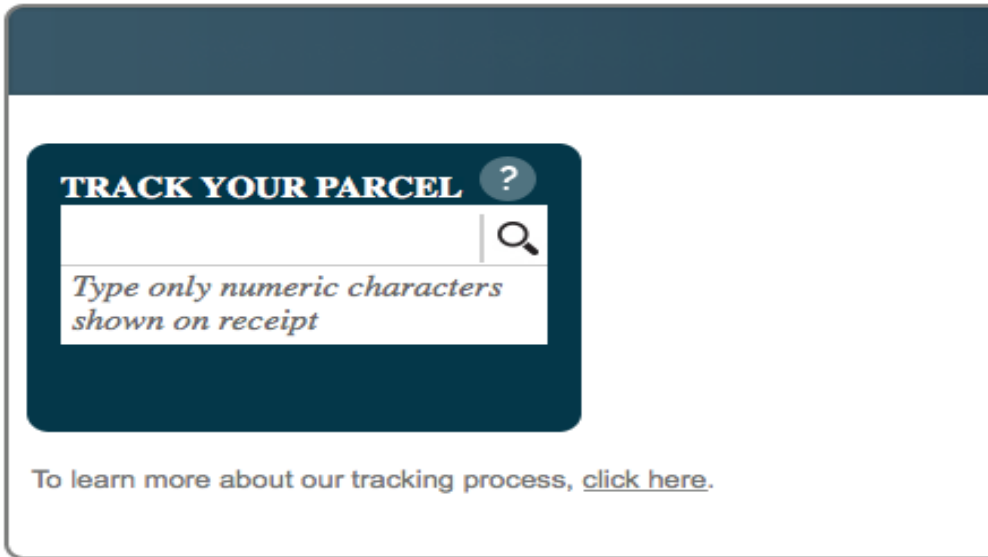 TRACK YOUR PARCEL ?
Type only numeric characters
shown on receipt
To learn more about our tracking process, click here.